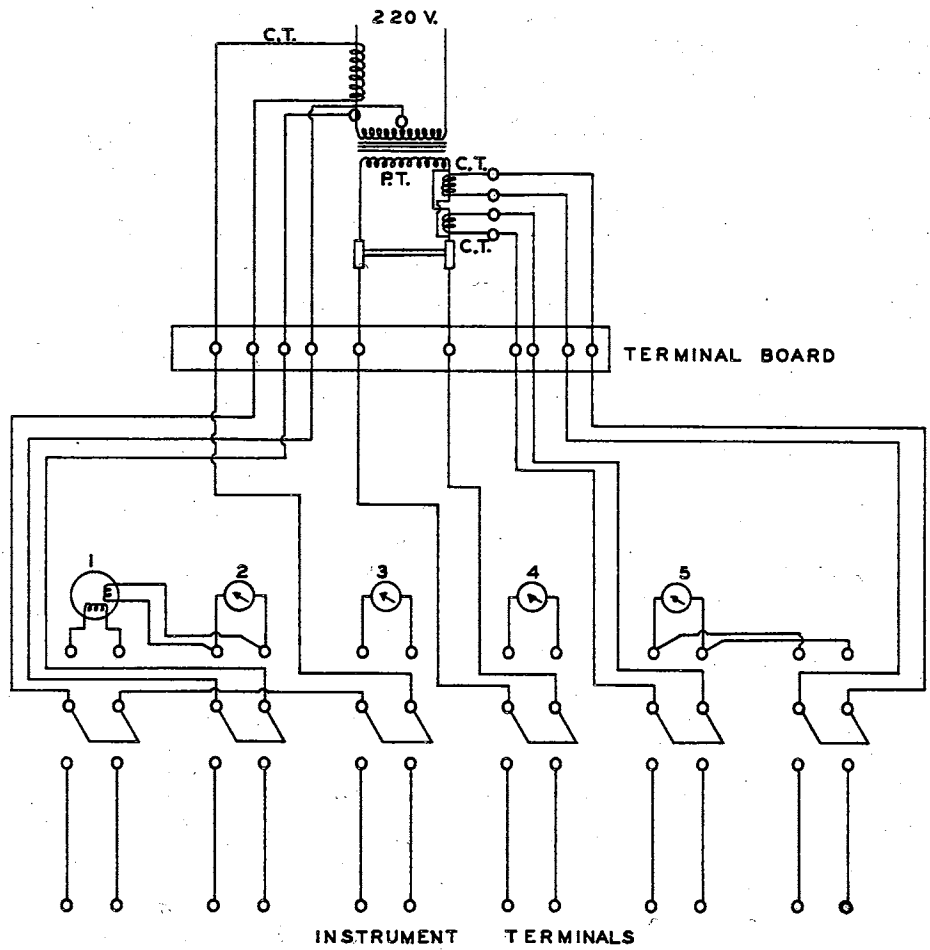 220 V.
C.T.
C.T.
P.T.
C.T.
TERMINAL BOARD
1
2
3
4
5
INSTRUMENT TERMINALS